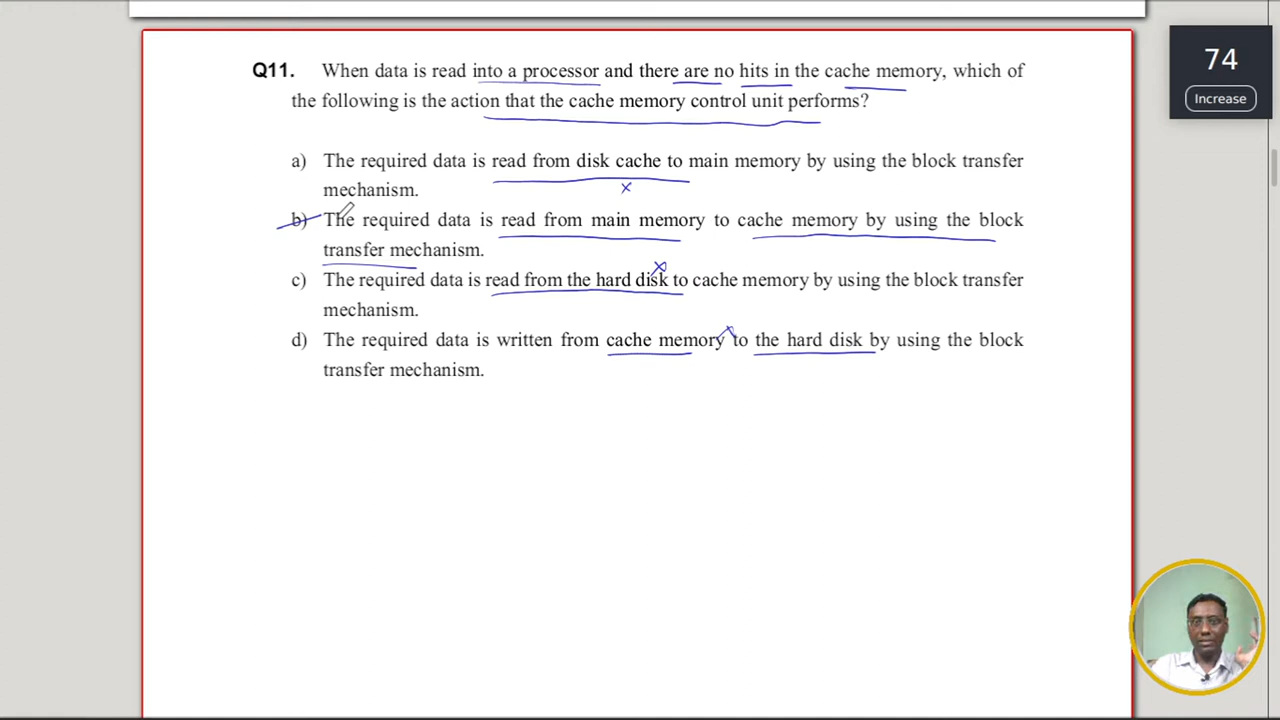 Q11. When data is read into a processor and there are no hits in the cache memory, which of
the following is the action that the cache memory control unit performs?
a) The required data is read from disk cache to main memory by using the block transfer
mechanism.
b) The required data is read from main memory to cache memory by using the block
transfer mechanism.
c) The required data is read from the hard disk to cache memory by using the block transfer
mechanism.
d) The required data is written from cache memory to the hard disk by using the block
transfer mechanism.
74
Increase